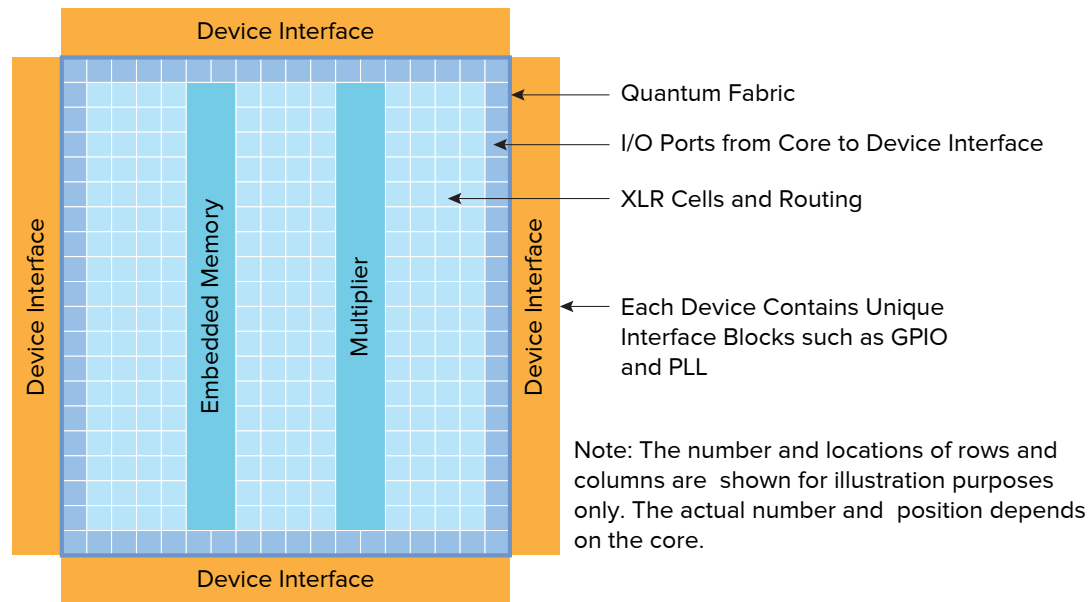 Device Interface
Device Interface
Embedded Memory
Multiplier
Device Interface
Quantum Fabric
I/O Ports from Core to Device Interface
XLR Cells and Routing
Each Device Contains Unique
Interface Blocks such as GPIO
and PLL
Note: The number and locations of rows and
columns are shown for illustration purposes
only. The actual number and position depends
on the core.
Device Interface